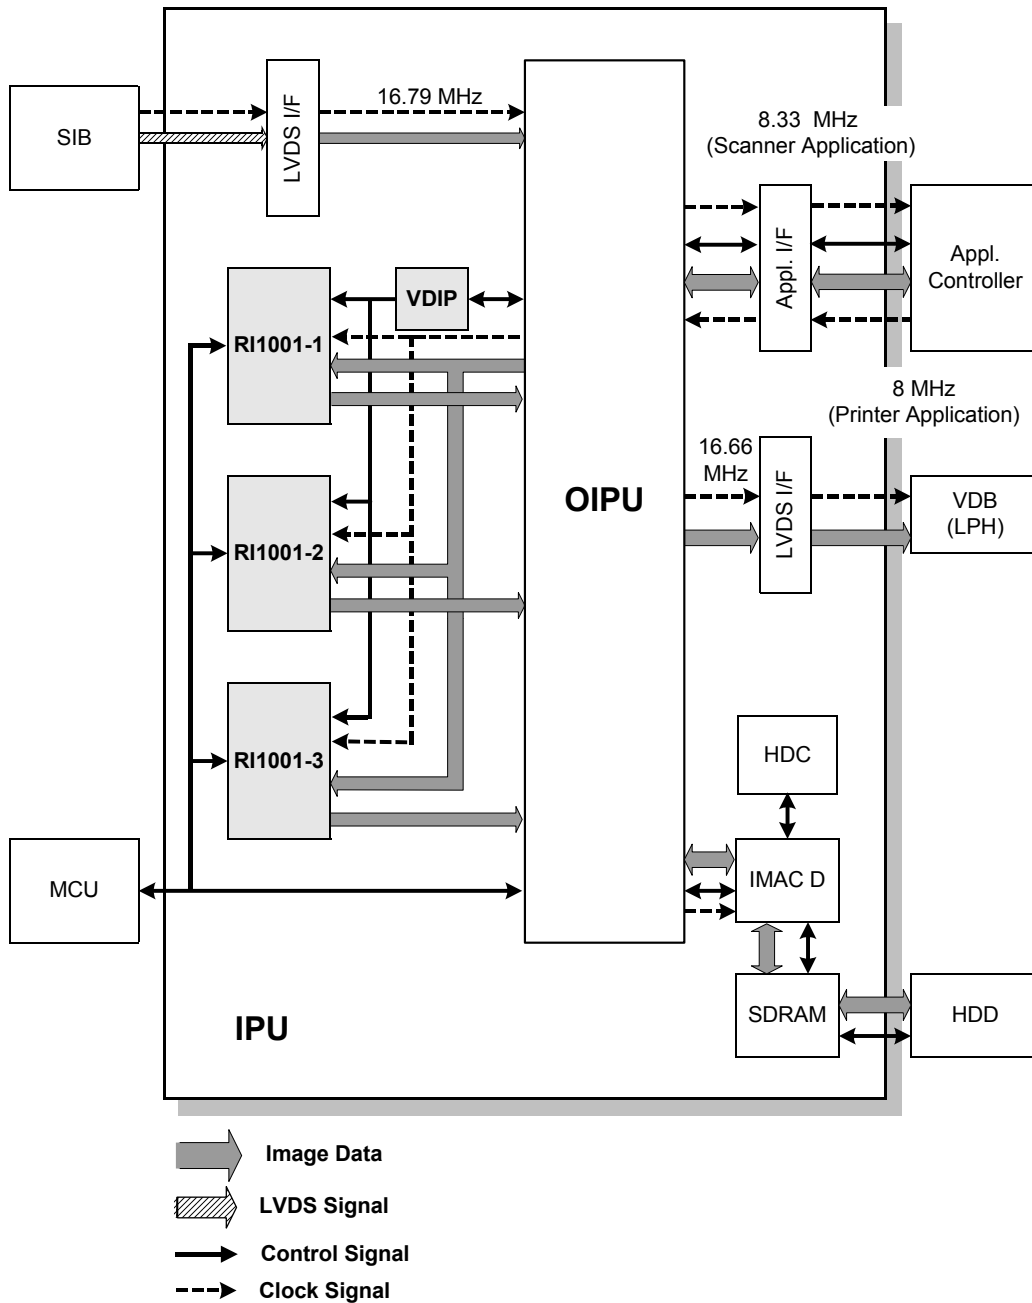 SIB
LVDS I/F
16.79 MHz
8.33 MHz
(Scanner Application)
Appl. I/F
Appl.
Controller
VDIP
RI1001-1
8 MHz
(Printer Application)
16.66
MHz
OIPU
LVDS I/F
VDB
(LPH)
RI1001-2
RI1001-3
HDC
MCU
IMAC D
SDRAM
HDD
IPU
Image Data
LVDS Signal
Control Signal
Clock Signal